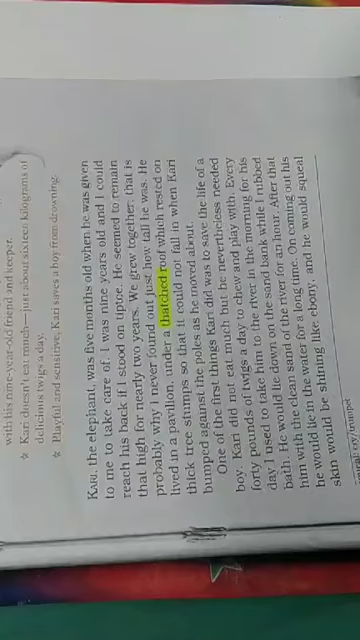 with his nine-year-old friend and keeper.
☆ Kari doesn't eat much—just about sixteen kilograms of
delicious twigs a day.
☆ Playful and sensitive, Kari saves a boy from drowning.
KARI, the elephant, was five months old when he was given
to me to take care of. I was nine years old and I could
reach his back if I stood on tiptoe. He seemed to remain
that high for nearly two years. We grew together; that is
probably why I never found out just how tall he was. He
lived in a pavilion, under a thatched roof which rested on
thick tree stumps so that it could not fall in when Kari
bumped against the poles as he moved about.
One of the first things Kari did was to save the life of a
boy. Kari did not eat much but he nevertheless needed
forty pounds of twigs a day to chew and play with. Every
day I used to take him to the river in the morning for his
bath. He would lie down on the sand bank while I rubbed
him with the clean sand of the river for an hour. After that
he would lie in the water for a long time. On coming out his
skin would be shining like ebony, and he would squeal
cry/trumpet